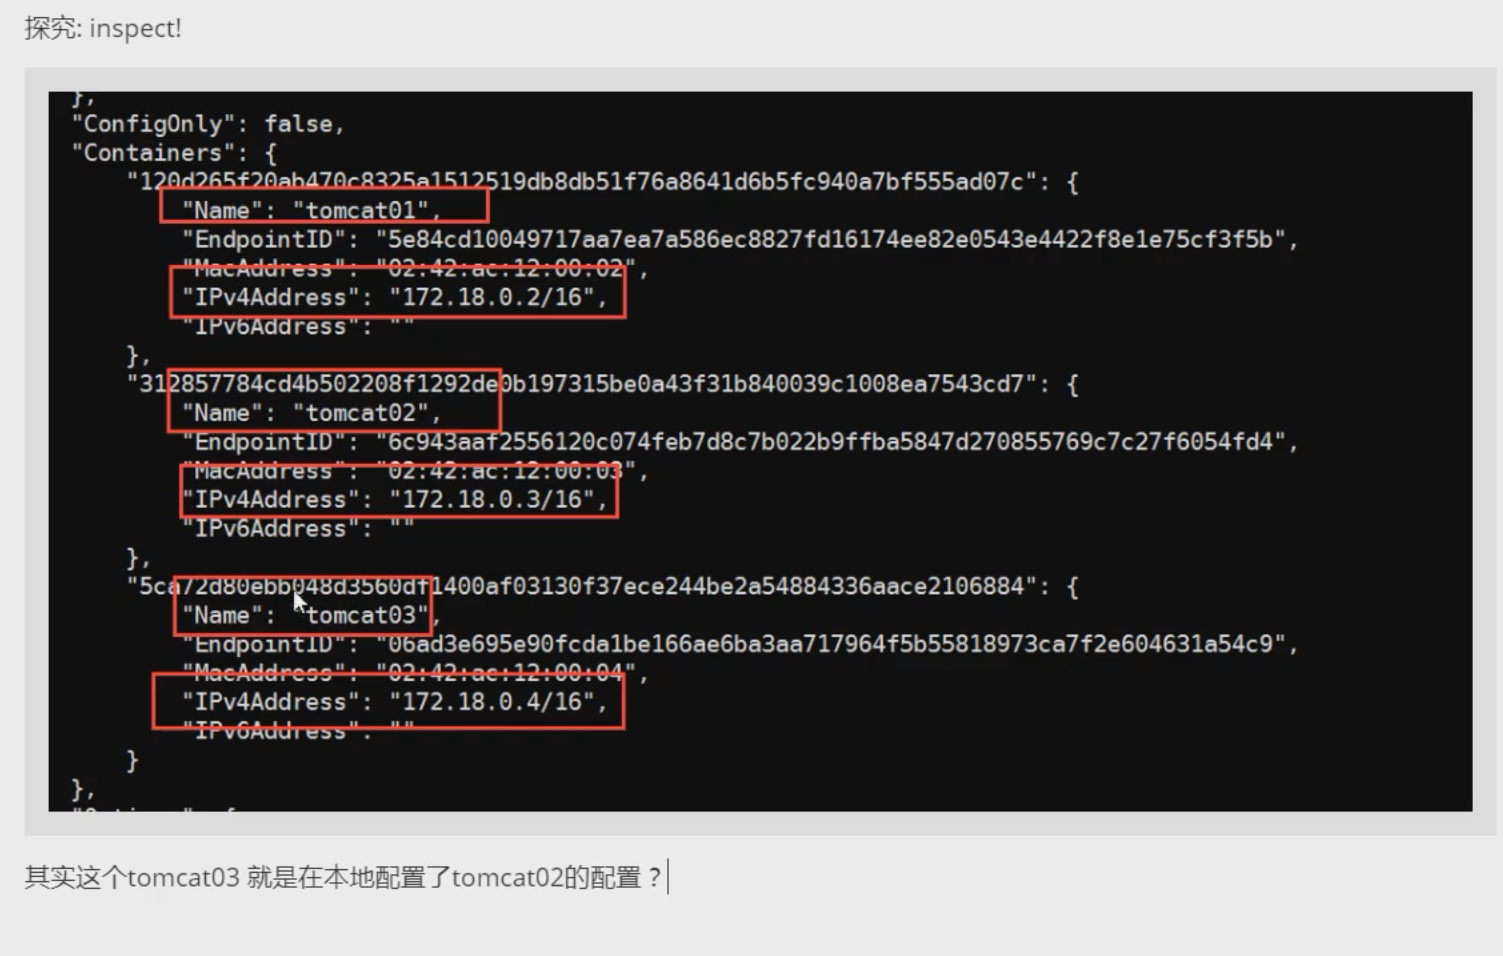 探究: inspect!
},
"ConfigOnly": false,
"Containers": {
"120d265f20ab470c8325a1512519db8db51f76a8641d6b5fc940a7bf555ad07c": {
"Name": "tomcat01",
"EndpointID": "5e84cd10049717aa7ea7a586ec8827fd16174ee82e0543e4422f8e1e75cf3f5b",
"MacAddress": "02:42:ac:12:00:02",
"IPv4Address": "172.18.0.2/16",
"IPv6Address": ""
},
"312857784cd4b502208f1292de0b197315be0a43f31b840039c1008ea7543cd7": {
"Name": "tomcat02",
"EndpointID": "6c943aaf2556120c074feb7d8c7b022b9ffba5847d270855769c7c27f6054fd4",
"MacAddress": "02:42:ac:12:00:03",
"IPv4Address": "172.18.0.3/16",
"IPv6Address": ""
},
"5ca72d80ebb048d3560df1400af03130f37ece244be2a54884336aace2106884": {
"Name": "tomcat03",
"EndpointID": "06ad3e695e90fcda1be166ae6ba3aa717964f5b55818973ca7f2e604631a54c9",
"MacAddress": "02:42:ac:12:00:04",
"IPv4Address": "172.18.0.4/16",
"IPv6Address": ""
}
},
其实这个tomcat03 就是在本地配置了tomcat02的配置？